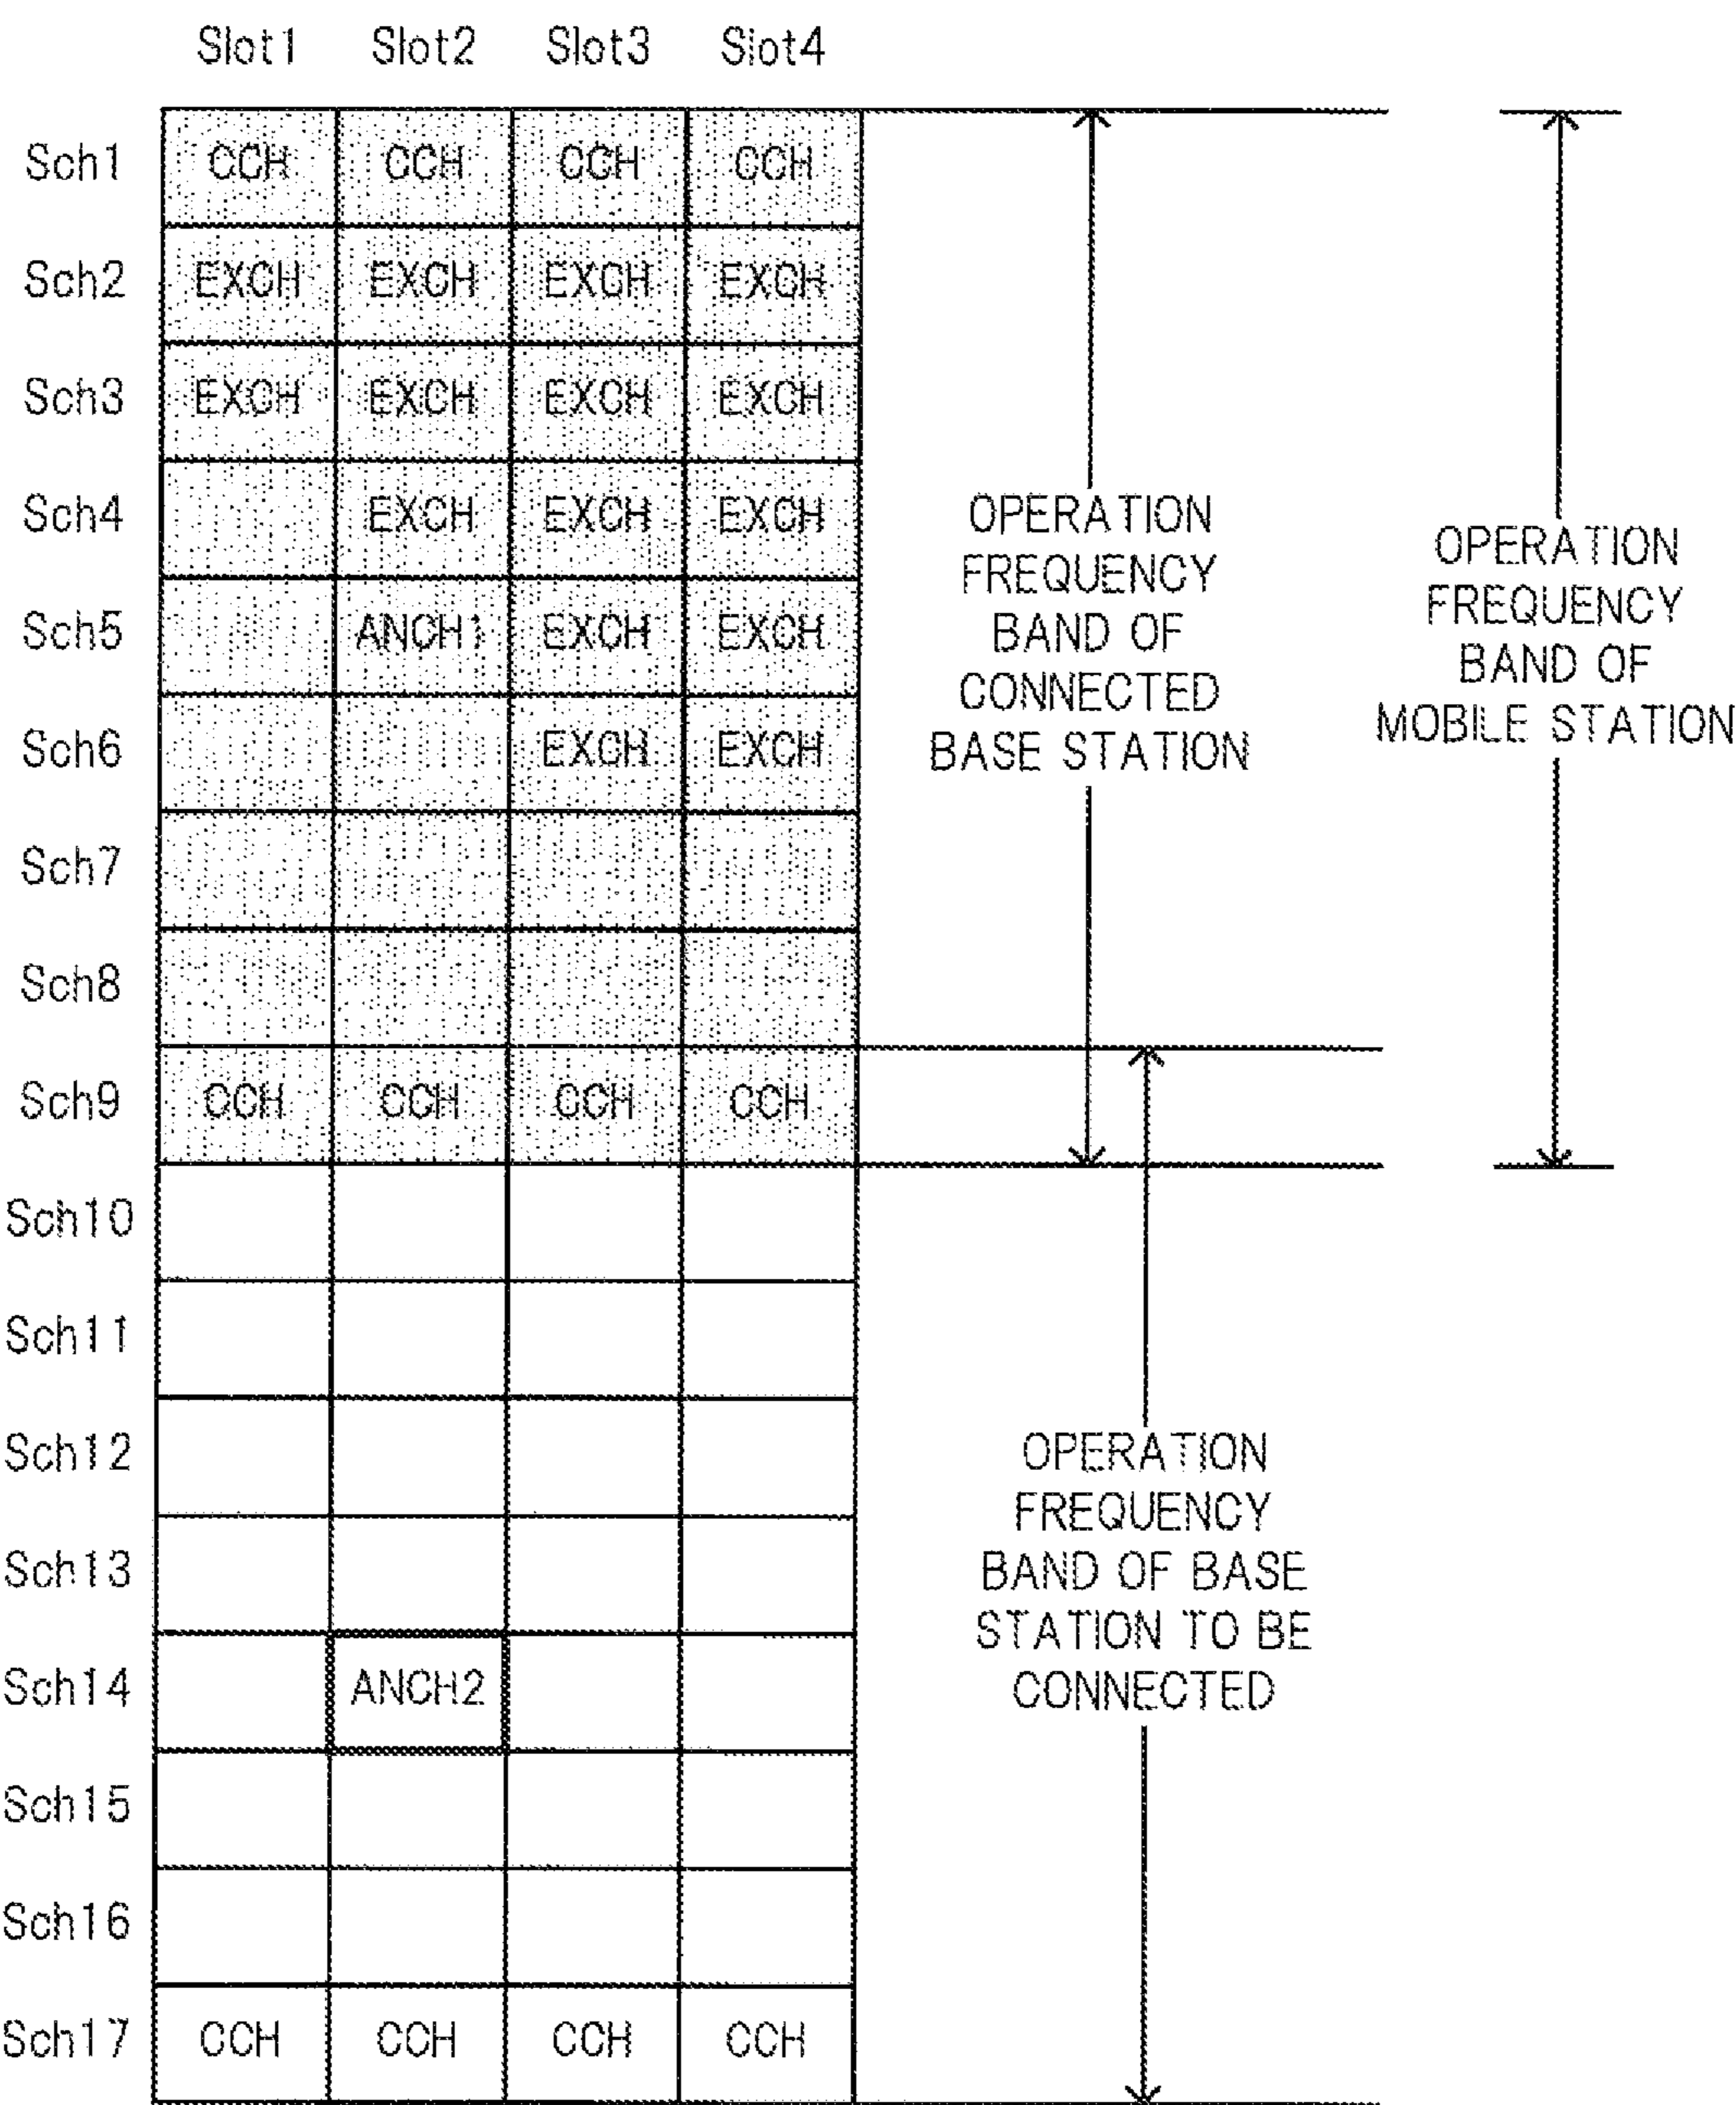 Slot1 Slot2 Slot3 Slot4
Sch1 CCH CCH CCH CCH
Sch2 EXCH EXCH EXCH EXCH
Sch3 EXCH EXCH EXCH EXCH
Sch4 EXCH EXCH EXCH
Sch5 ANCH1 EXCH EXCH
Sch6 EXCH EXCH
Sch7
Sch8
Sch9 CCH CCH CCH CCH
Sch10
Sch11
Sch12
Sch13
Sch14 ANCH2
Sch15
Sch16
Sch17 CCH CCH CCH CCH
OPERATION
FREQUENCY
BAND OF
CONNECTED
BASE STATION
OPERATION
FREQUENCY
BAND OF
MOBILE STATION
OPERATION
FREQUENCY
BAND OF BASE
STATION TO BE
CONNECTED